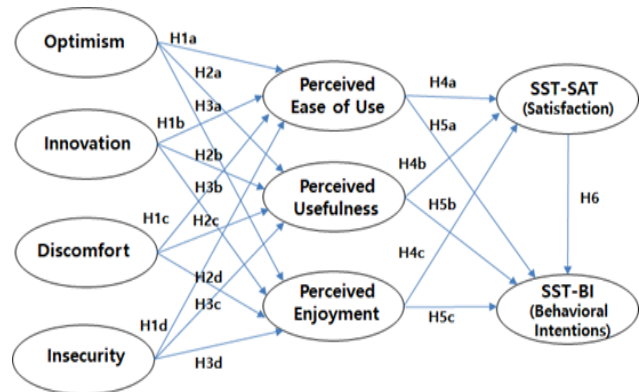 Optimism
H1a
H2a
H3a
Perceived
Ease of Use
H4a
SST-SAT
(Satisfaction)
H5a
Innovation
H1b
H2b
H3b
Perceived
Usefulness
H4b
H5b
H6
Discomfort
H1c
H2c
H4c
H2d
H3c
Perceived
Enjoyment
SST-BI
(Behavioral
Intentions)
H5c
Insecurity
H1d
H3d